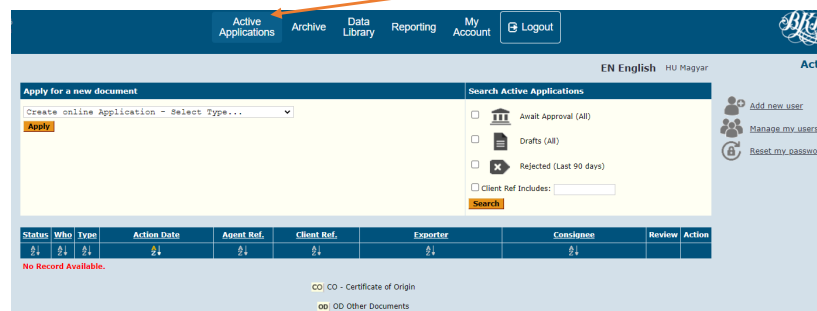 Active Applications Archive Data Library Reporting My Account Logout
EN English HU Magyar
Apply for a new document
Create online Application - Select Type...
Apply
Search Active Applications
Await Approval (All)
Drafts (All)
Rejected (Last 90 days)
Client Ref Includes:
Search
Add new user
Manage my users
Reset my passwo
Status Who Type Action Date Agent Ref. Client Ref. Exporter Consignee Review Action
No Record Available.
CO CO - Certificate of Origin
OD OD Other Documents